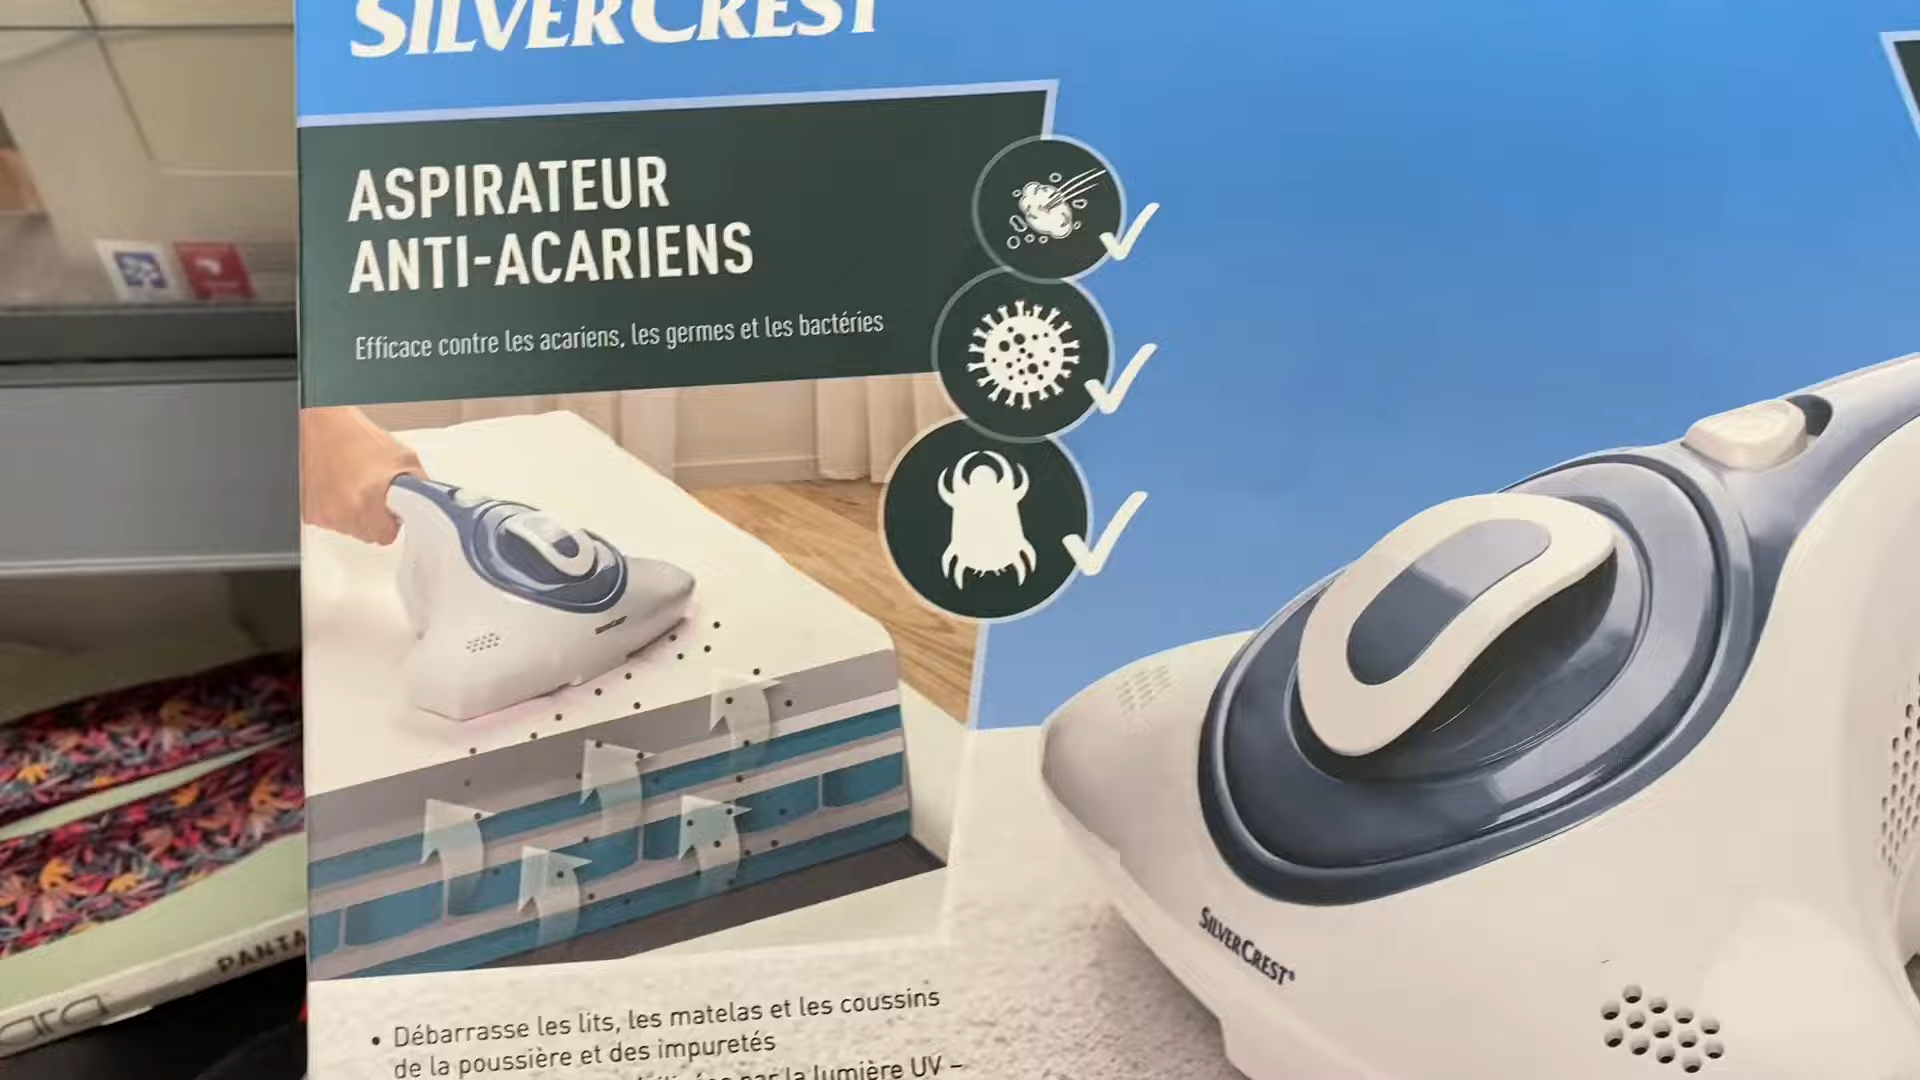 SILVERCREST
ASPIRATEUR
ANTI-ACARIENS
Efficace contre les acariens, les germes et les bactéries
SILVERCREST®
• Débarrasse les lits, les matelas et les coussins
de la poussière et des impuretés
par la lumière UV –
PANTA